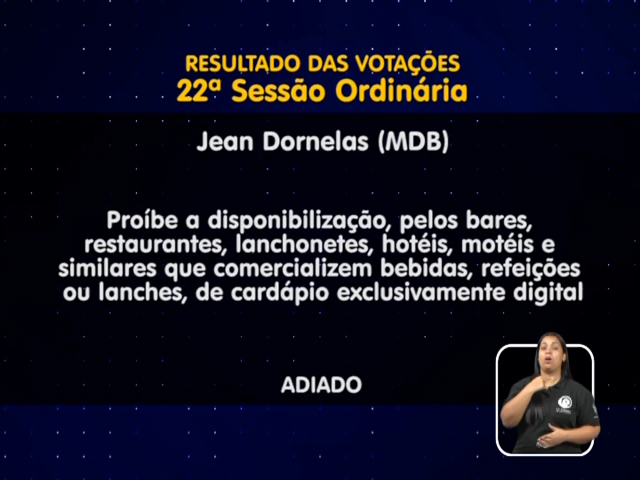 RESULTADO DAS VOTAÇÕES
22ª Sessão Ordinária
Jean Dornelas (MDB)
Proíbe a disponibilização, pelos bares,
restaurantes, lanchonetes, hotéis, motéis e
similares que comercializem bebidas, refeições
ou lanches, de cardápio exclusivamente digital
ADIADO